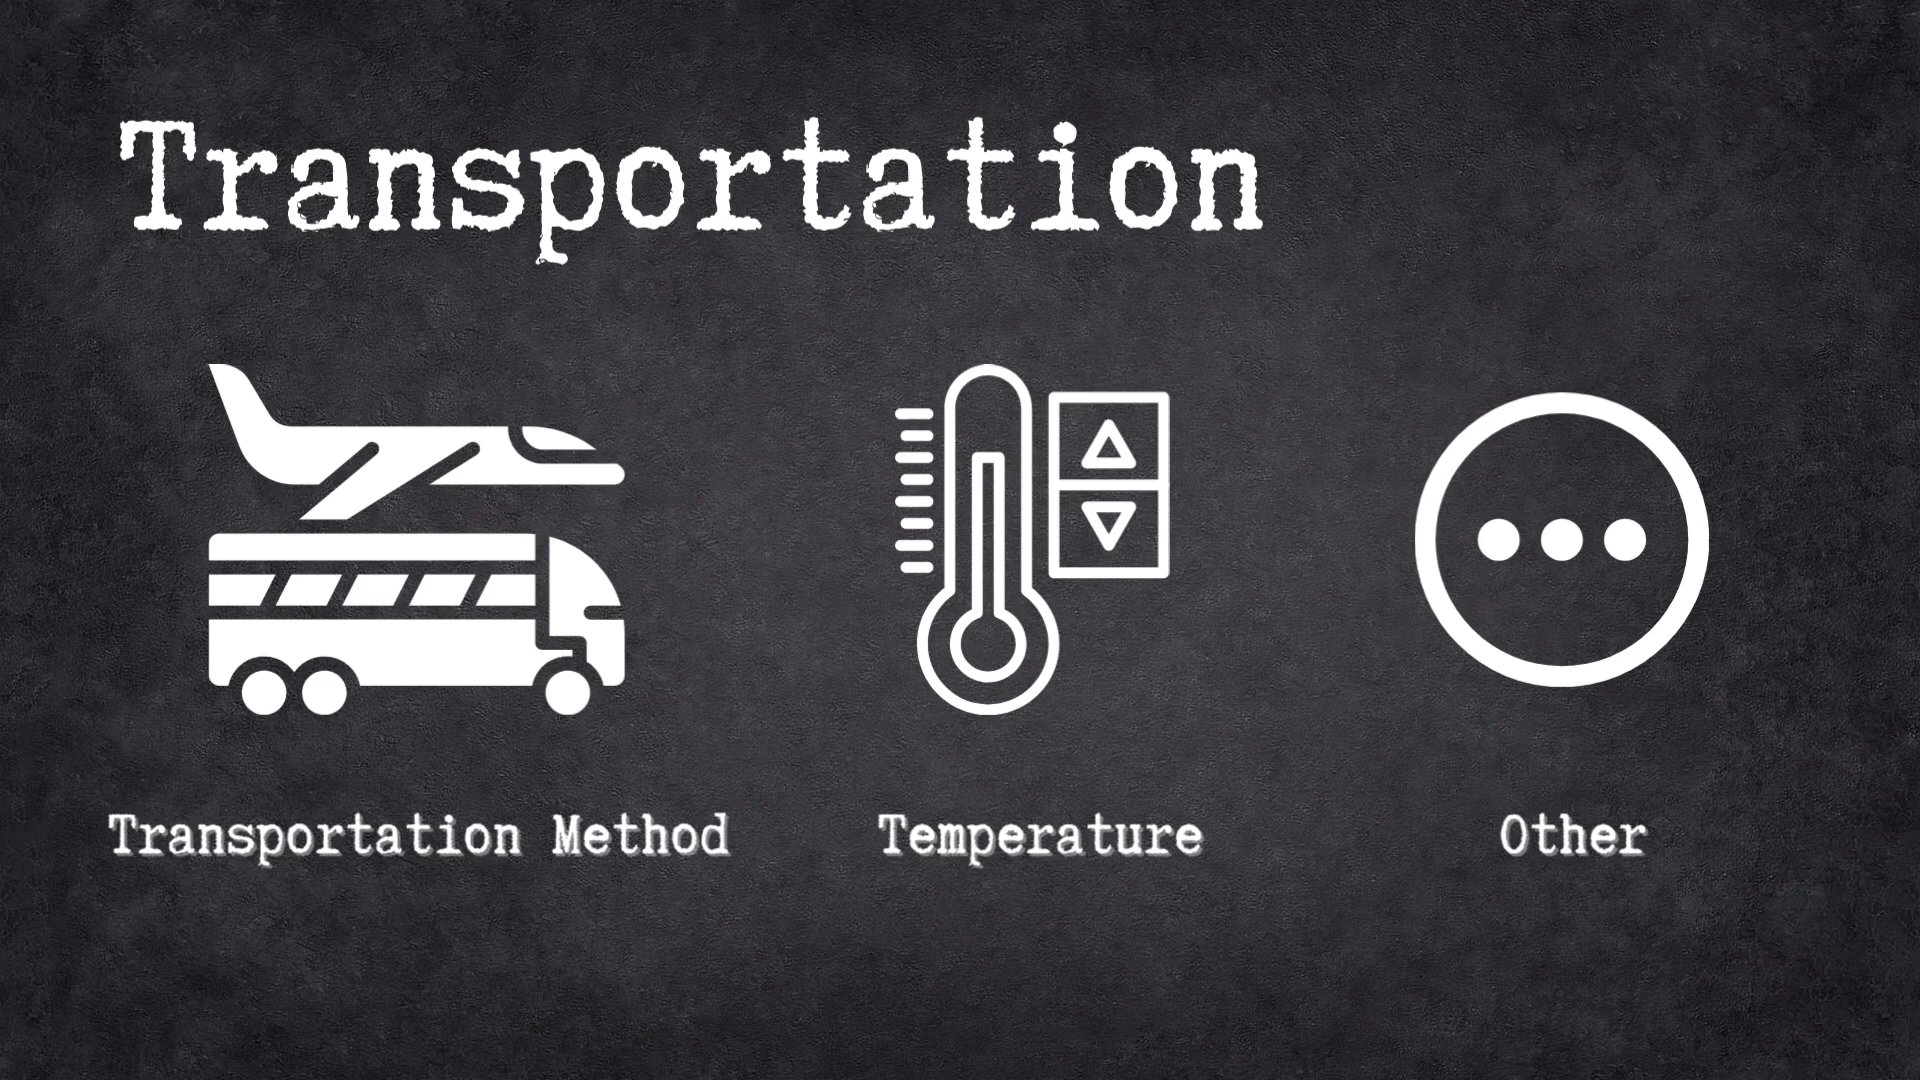 Transportation
Transportation Method
Temperature
Other